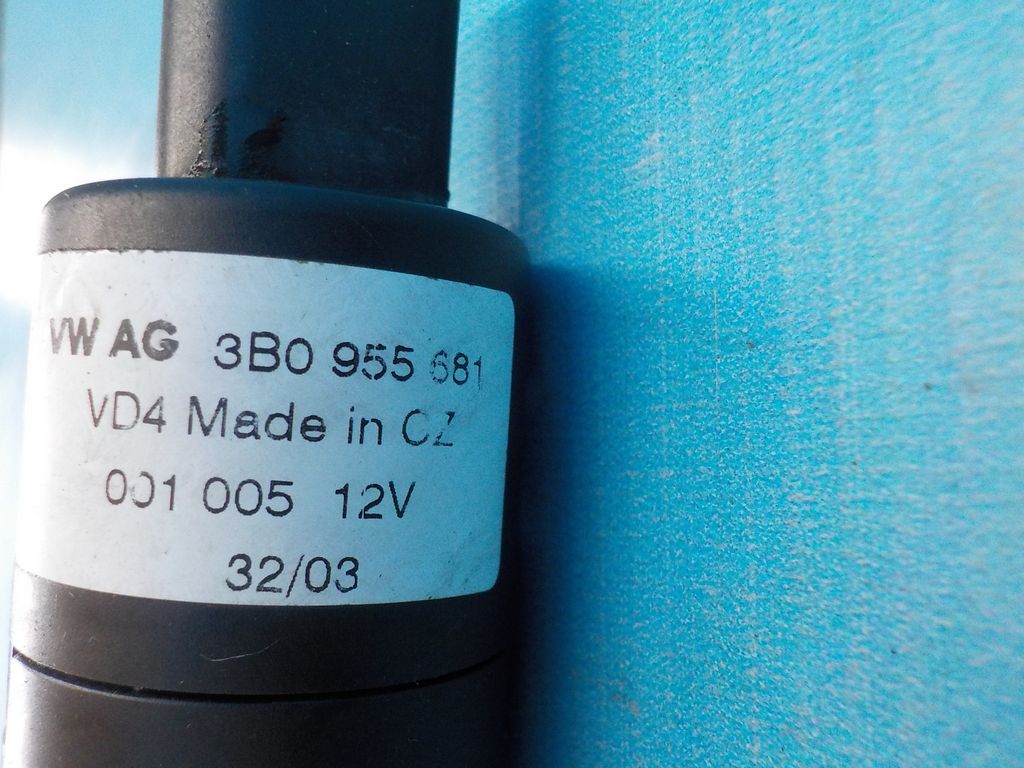 VW AG 3B0 955 681
VD4 Made in CZ
001 005 12V
32/03